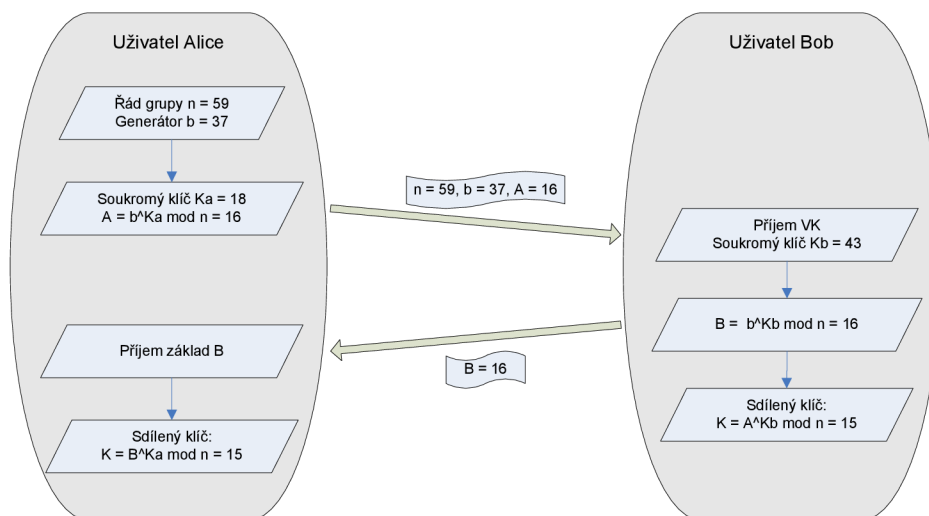 Uživatel Alice
Řád grupy n = 59
Generátor b = 37
Soukromý klíč Ka = 18
A = b^Ka mod n = 16
Příjem základ B
Sdílený klíč:
K = B^Ka mod n = 15
n = 59, b = 37, A = 16
B = 16
Uživatel Bob
Příjem VK
Soukromý klíč Kb = 43
B = b^Kb mod n = 16
Sdílený klíč:
K = A^Kb mod n = 15